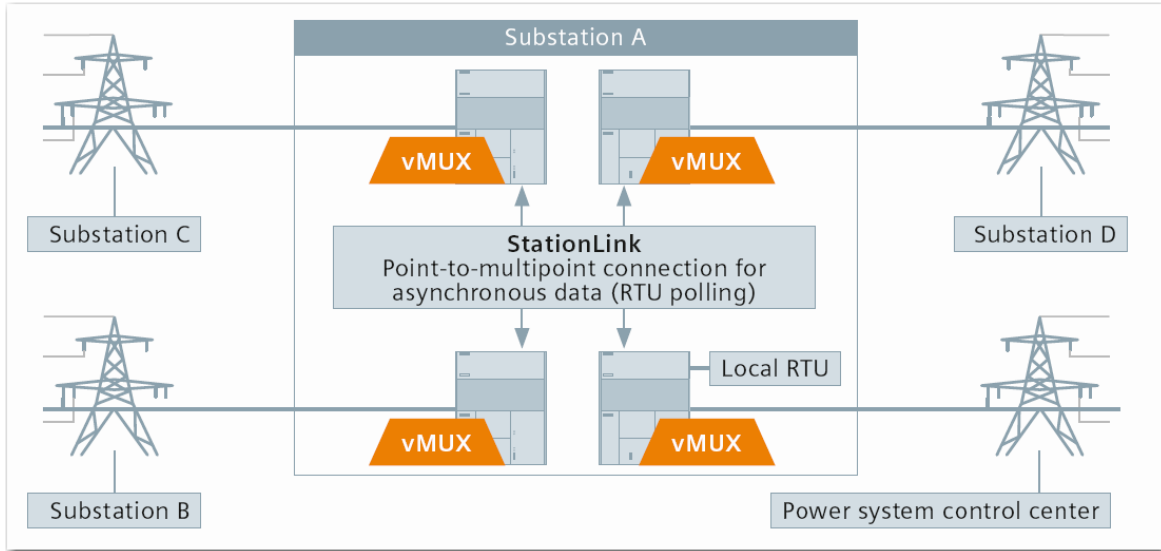 Substation A
vMUX
vMUX
Substation C
StationLink
Point-to-multipoint connection for
asynchronous data (RTU polling)
Substation D
Local RTU
vMUX
vMUX
Substation B
Power system control center